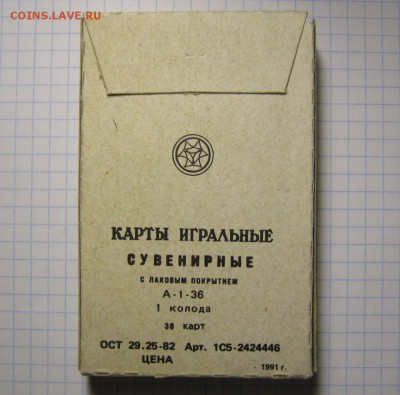 COINS.LAVE.RU
КАРТЫ ИГРАЛЬНЫЕ
СУВЕНИРНЫЕ
С ЛАКОВЫМ ПОКРЫТИЕМ
А-1-36
1 колода
38 карт
ОСТ 29.25-82 Арт. 1С5-2424446
ЦЕНА
1991 г.